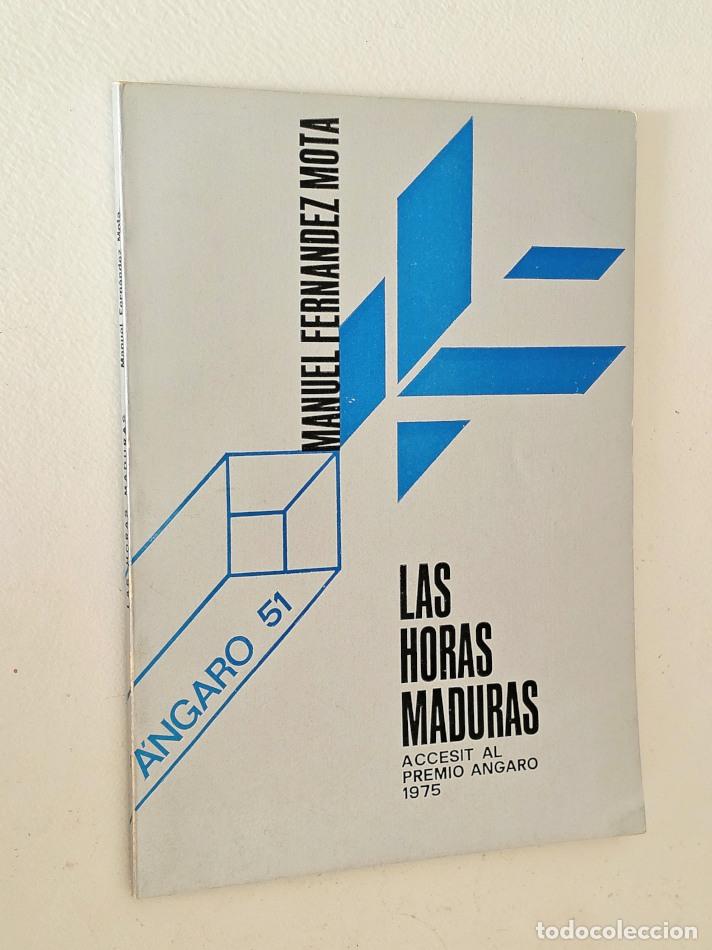 MANUEL FERNANDEZ MOTA
LAS
HORAS
MADURAS
ACCESIT AL
PREMIO ANGARO
1975
ÁNGARO 51
LAS HORAS MADURAS Manuel Fernández Mota
todocoleccion